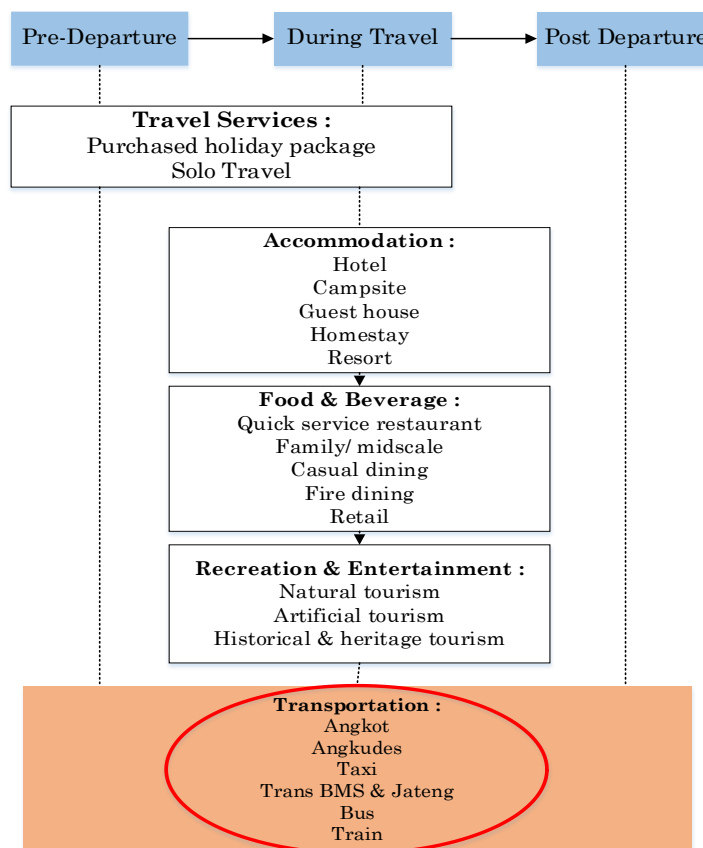 Pre-Departure
During Travel
Post Departure
Travel Services :
Purchased holiday package
Solo Travel
Accommodation :
Hotel
Campsite
Guest house
Homestay
Resort
Food & Beverage :
Quick service restaurant
Family/ midscale
Casual dining
Fire dining
Retail
Recreation & Entertainment :
Natural tourism
Artificial tourism
Historical & heritage tourism
Transportation :
Angkot
Angkudes
Taxi
Trans BMS & Jateng
Bus
Train